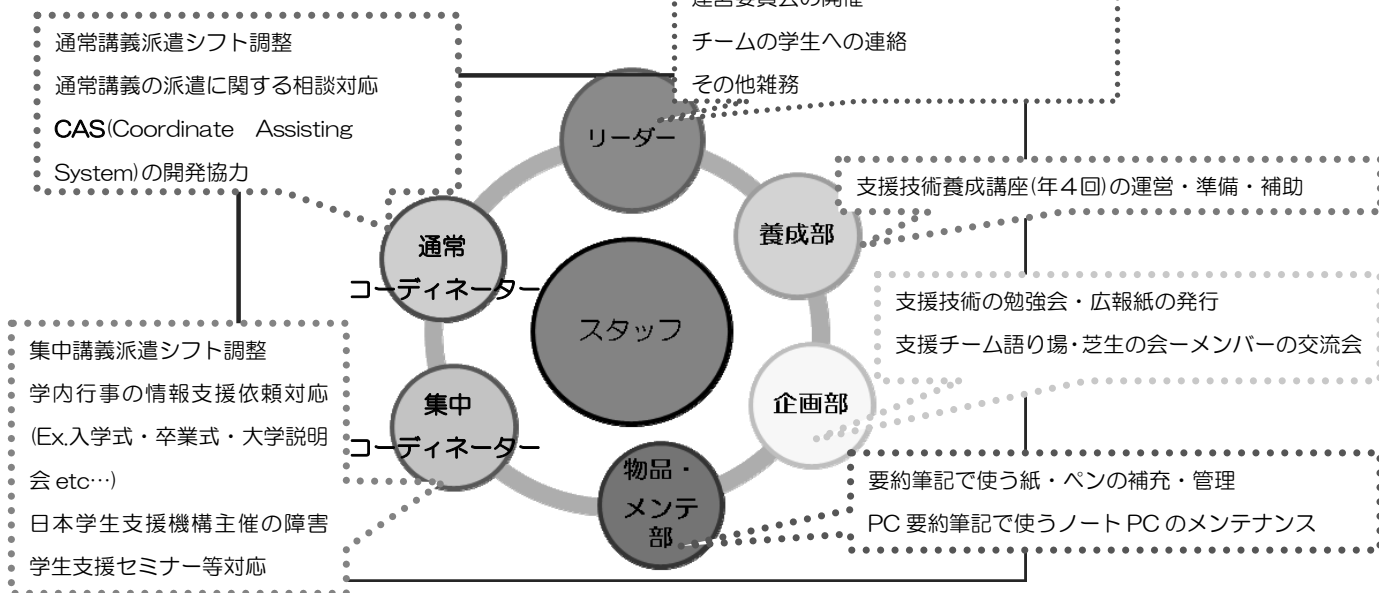 運営委員会の開催
チームの学生への連絡
その他雑務
通常講義派遣シフト調整
通常講義の派遣に関する相談対応
CAS(Coordinate Assisting
System)の開発協力
リーダー
支援技術養成講座(年４回)の運営・準備・補助
養成部
通常
コーディネーター
スタッフ
支援技術の勉強会・広報紙の発行
支援チーム語り場・芝生の会ーメンバーの交流会
企画部
集中講義派遣シフト調整
学内行事の情報支援依頼対応
(Ex.入学式・卒業式・大学説明
会 etc…)
日本学生支援機構主催の障害
学生支援セミナー等対応
集中
コーディネーター
物品・
メンテ
部
要約筆記で使う紙・ペンの補充・管理
PC 要約筆記で使うノート PC のメンテナンス